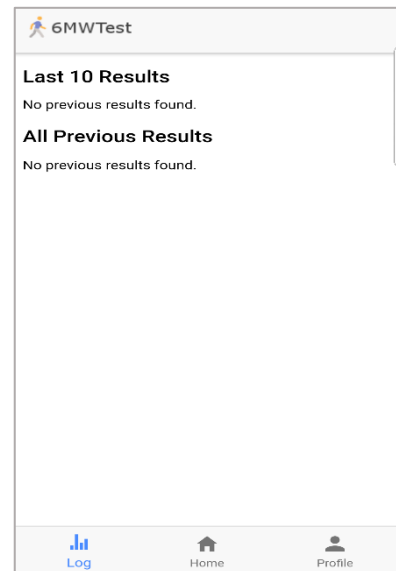 6MWTest
Last 10 Results
No previous results found.
All Previous Results
No previous results found.
Log Home Profile